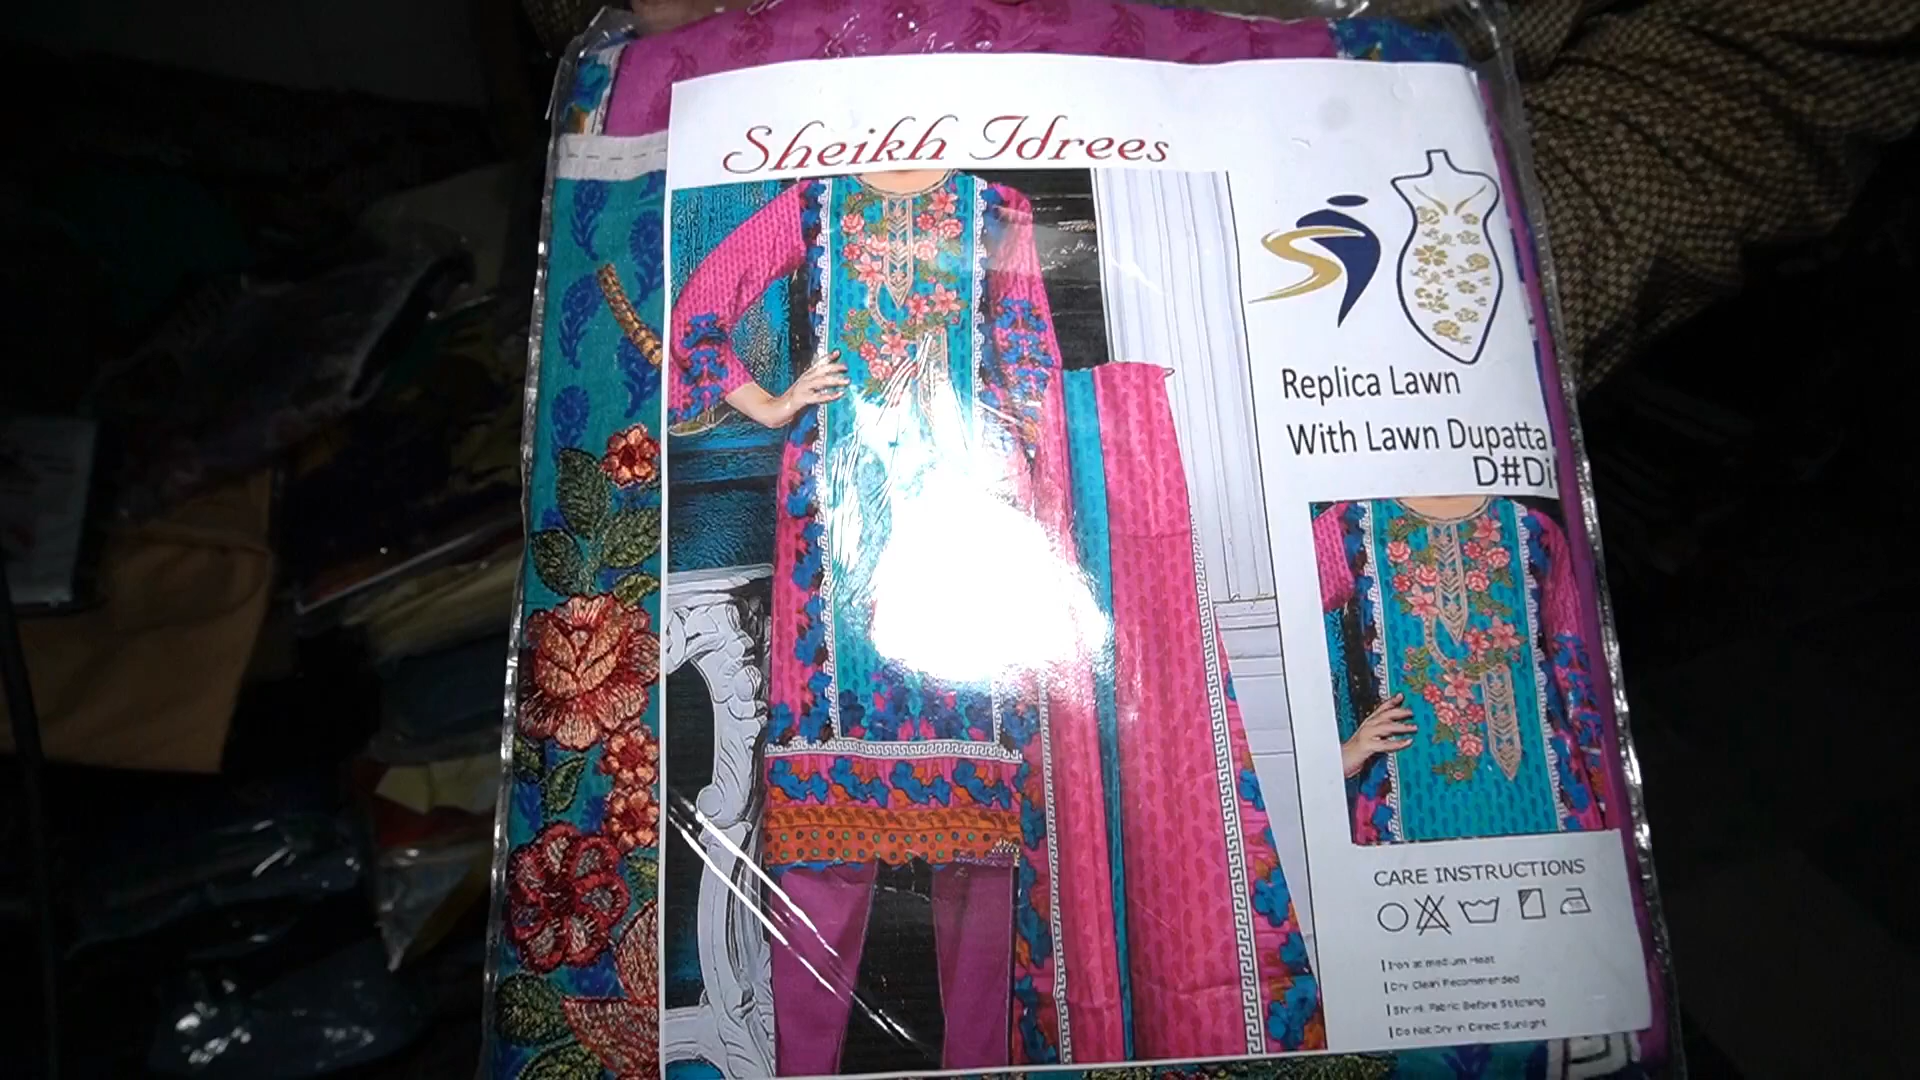 Sheikh Idrees
Replica Lawn
With Lawn Dupatta
D#Di
CARE INSTRUCTIONS
Iron at medium Heat
Dry Clean Recommended
Shrink Fabric Before Stitching
Do Not Dry in Direct Sunlight